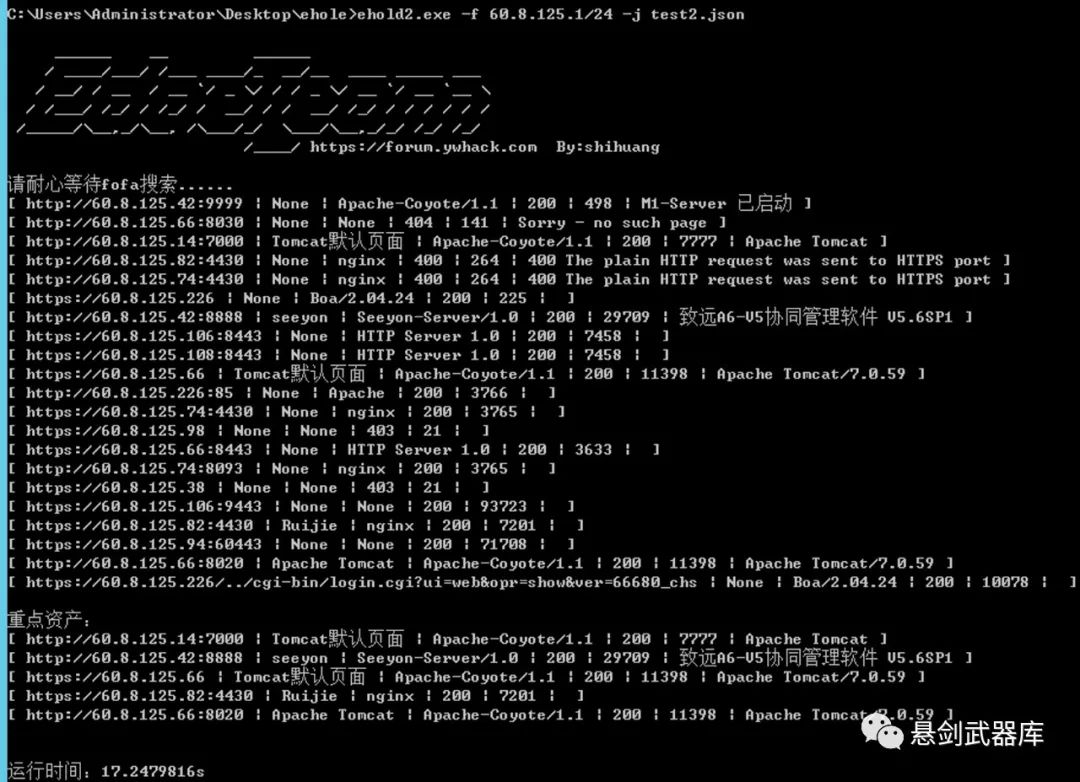 C:\Users\Administrator\Desktop\ehole>ehold2.exe -f 60.8.125.1/24 -j test2.json
EdgeTeam
https://forum.ywhack.com  By:shihuang
请耐心等待fofa搜索......
[ http://60.8.125.42:9999 | None | Apache-Coyote/1.1 | 200 | 498 | M1-Server 已启动 ]
[ http://60.8.125.66:8030 | None | None | 404 | 141 | Sorry - no such page ]
[ http://60.8.125.14:7000 | Tomcat默认页面 | Apache-Coyote/1.1 | 200 | 7777 | Apache Tomcat ]
[ http://60.8.125.82:4430 | None | nginx | 400 | 264 | 400 The plain HTTP request was sent to HTTPS port ]
[ http://60.8.125.74:4430 | None | nginx | 400 | 264 | 400 The plain HTTP request was sent to HTTPS port ]
[ https://60.8.125.226 | None | Boa/2.04.24 | 200 | 225 |  ]
[ http://60.8.125.42:8888 | seeyon | Seeyon-Server/1.0 | 200 | 29709 | 致远A6-V5协同管理软件 V5.6SP1 ]
[ https://60.8.125.106:8443 | None | HTTP Server 1.0 | 200 | 7458 |  ]
[ https://60.8.125.108:8443 | None | HTTP Server 1.0 | 200 | 7458 |  ]
[ https://60.8.125.66 | Tomcat默认页面 | Apache-Coyote/1.1 | 200 | 11398 | Apache Tomcat/7.0.59 ]
[ http://60.8.125.226:85 | None | Apache | 200 | 3766 |  ]
[ https://60.8.125.74:4430 | None | nginx | 200 | 3765 |  ]
[ https://60.8.125.98 | None | None | 403 | 21 |  ]
[ https://60.8.125.66:8443 | None | HTTP Server 1.0 | 200 | 3633 |  ]
[ http://60.8.125.74:8093 | None | nginx | 200 | 3765 |  ]
[ https://60.8.125.38 | None | None | 403 | 21 |  ]
[ https://60.8.125.106:9443 | None | None | 200 | 93723 |  ]
[ https://60.8.125.82:4430 | Ruijie | nginx | 200 | 7201 |  ]
[ https://60.8.125.94:60443 | None | None | 200 | 71708 |  ]
[ http://60.8.125.66:8020 | Apache Tomcat | Apache-Coyote/1.1 | 200 | 11398 | Apache Tomcat/7.0.59 ]
[ https://60.8.125.226/../cgi-bin/login.cgi?ui=web&opr=show&ver=66680_chs | None | Boa/2.04.24 | 200 | 10078 |  ]
重点资产:
[ http://60.8.125.14:7000 | Tomcat默认页面 | Apache-Coyote/1.1 | 200 | 7777 | Apache Tomcat ]
[ http://60.8.125.42:8888 | seeyon | Seeyon-Server/1.0 | 200 | 29709 | 致远A6-V5协同管理软件 V5.6SP1 ]
[ https://60.8.125.66 | Tomcat默认页面 | Apache-Coyote/1.1 | 200 | 11398 | Apache Tomcat/7.0.59 ]
[ https://60.8.125.82:4430 | Ruijie | nginx | 200 | 7201 |  ]
[ http://60.8.125.66:8020 | Apache Tomcat | Apache-Coyote/1.1 | 200 | 11398 | Apache Tomcat/7.0.59 ]
悬剑武器库
运行时间: 17.2479816s